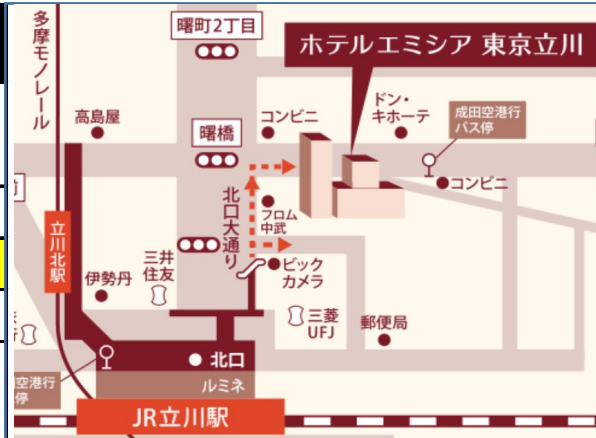 多摩モノレール
曙町2丁目
ホテルエミシア 東京立川
高島屋
曙橋
コンビニ
ドン・
キホーテ
成田空港行
バス停
コンビニ
北口大通り
フロム
中武
立川北駅
三井
住友
伊勢丹
ビック
カメラ
三菱
UFJ
郵便局
空港行
停
北口
ルミネ
JR立川駅